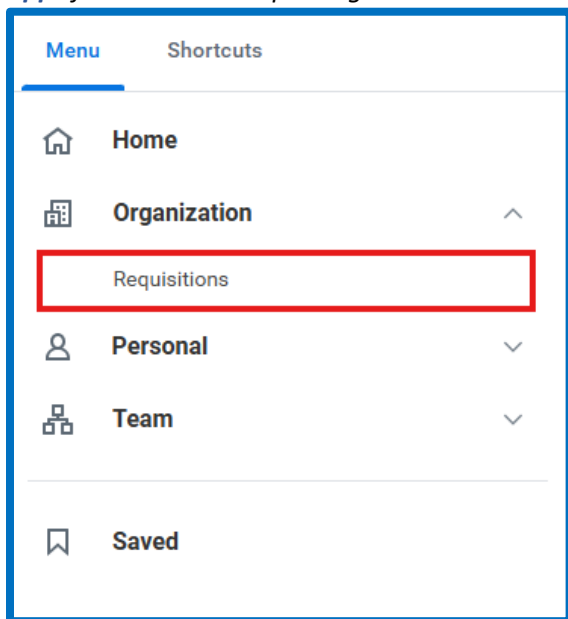 Menu Shortcuts
Home
Organization
Requisitions
Personal
Team
Saved